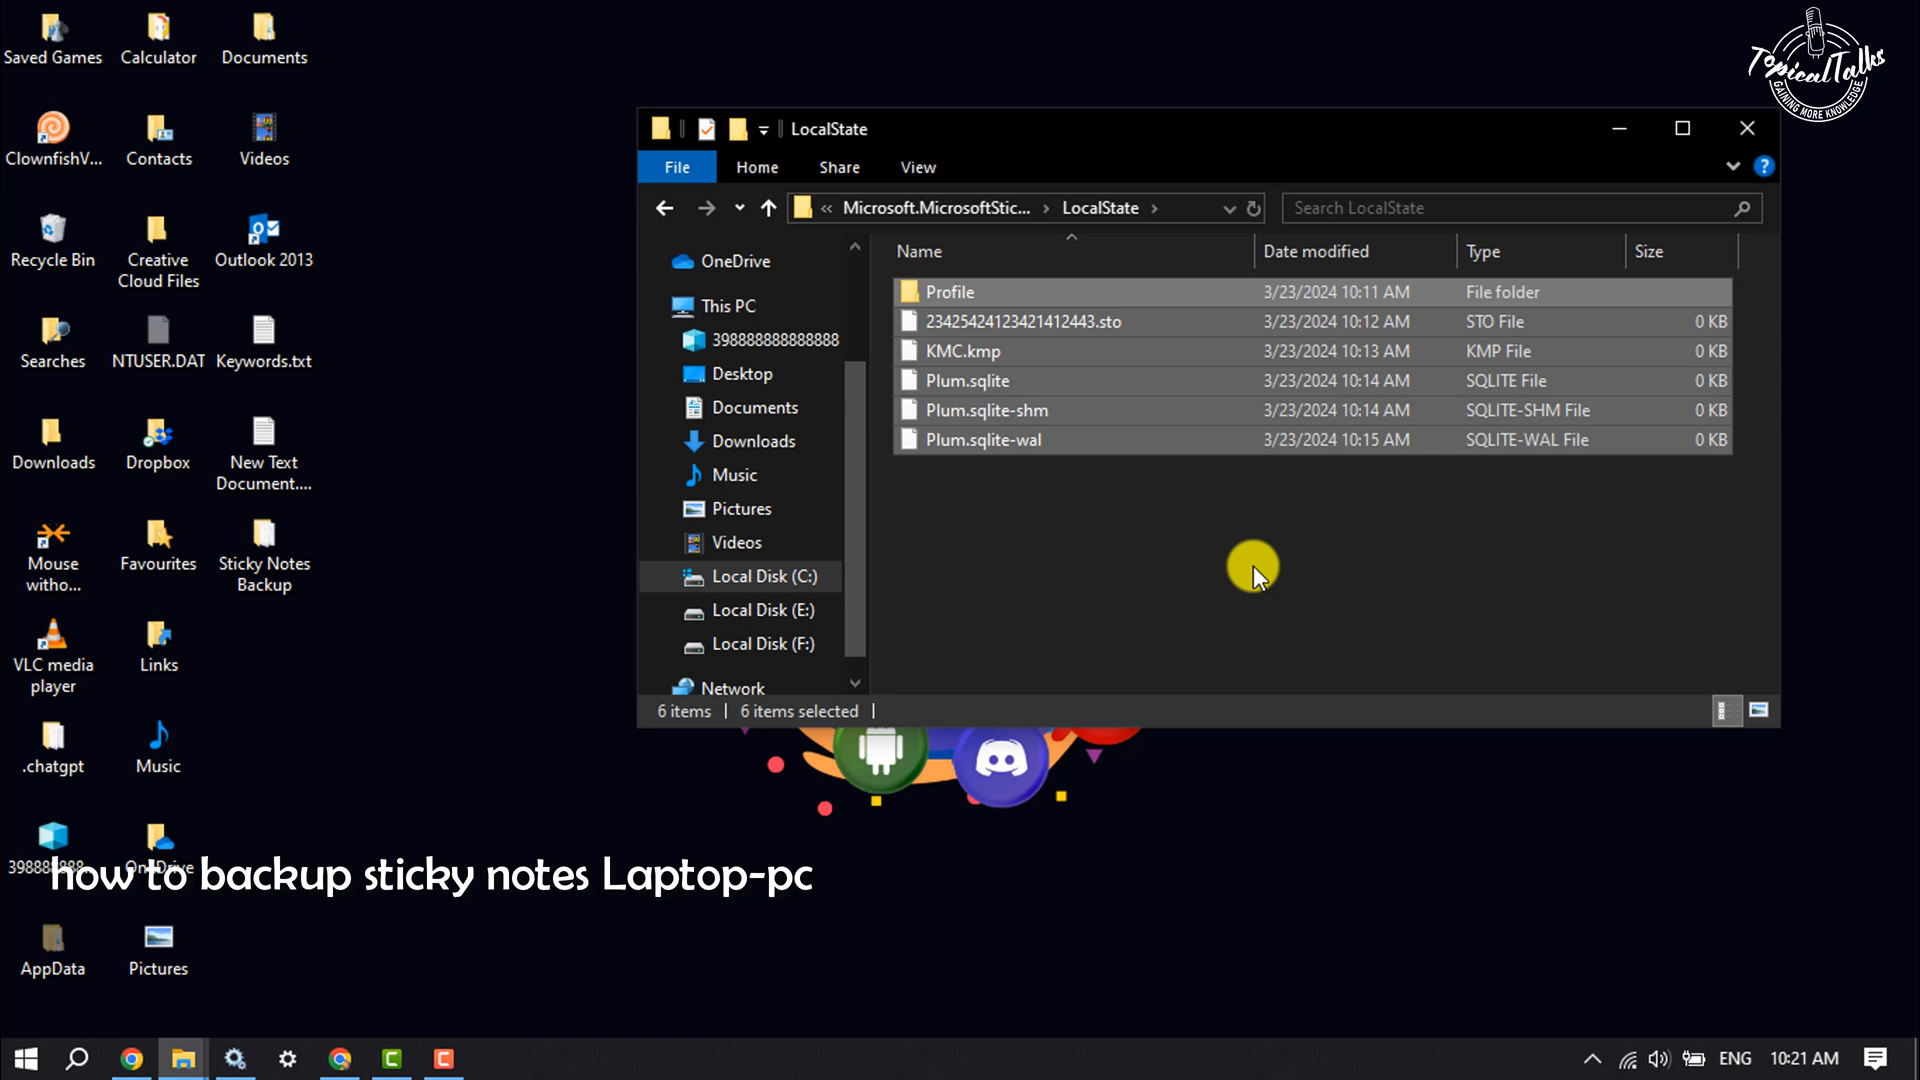 Saved Games
Calculator
Documents
ClownfishV...
Contacts
Videos
Recycle Bin
Creative
Cloud Files
Outlook 2013
Searches
NTUSER.DAT
Keywords.txt
Downloads
Dropbox
New Text
Document....
Mouse
witho...
Favourites
Sticky Notes
Backup
VLC media
player
Links
.chatgpt
Music
398888888...
OneDrive
AppData
Pictures
how to backup sticky notes Laptop-pc
TopicalTalks
GAINING MORE KNOWLEDGE
LocalState
File
Home
Share
View
« Microsoft.MicrosoftStic... › LocalState ›
Search LocalState
OneDrive
This PC
398888888888888
Desktop
Documents
Downloads
Music
Pictures
Videos
Local Disk (C:)
Local Disk (E:)
Local Disk (F:)
Network
Name Date modified Type Size
Profile 3/23/2024 10:11 AM File folder
23425424123421412443.sto 3/23/2024 10:12 AM STO File 0 KB
KMC.kmp 3/23/2024 10:13 AM KMP File 0 KB
Plum.sqlite 3/23/2024 10:14 AM SQLITE File 0 KB
Plum.sqlite-shm 3/23/2024 10:14 AM SQLITE-SHM File 0 KB
Plum.sqlite-wal 3/23/2024 10:15 AM SQLITE-WAL File 0 KB
6 items
6 items selected
ENG
10:21 AM